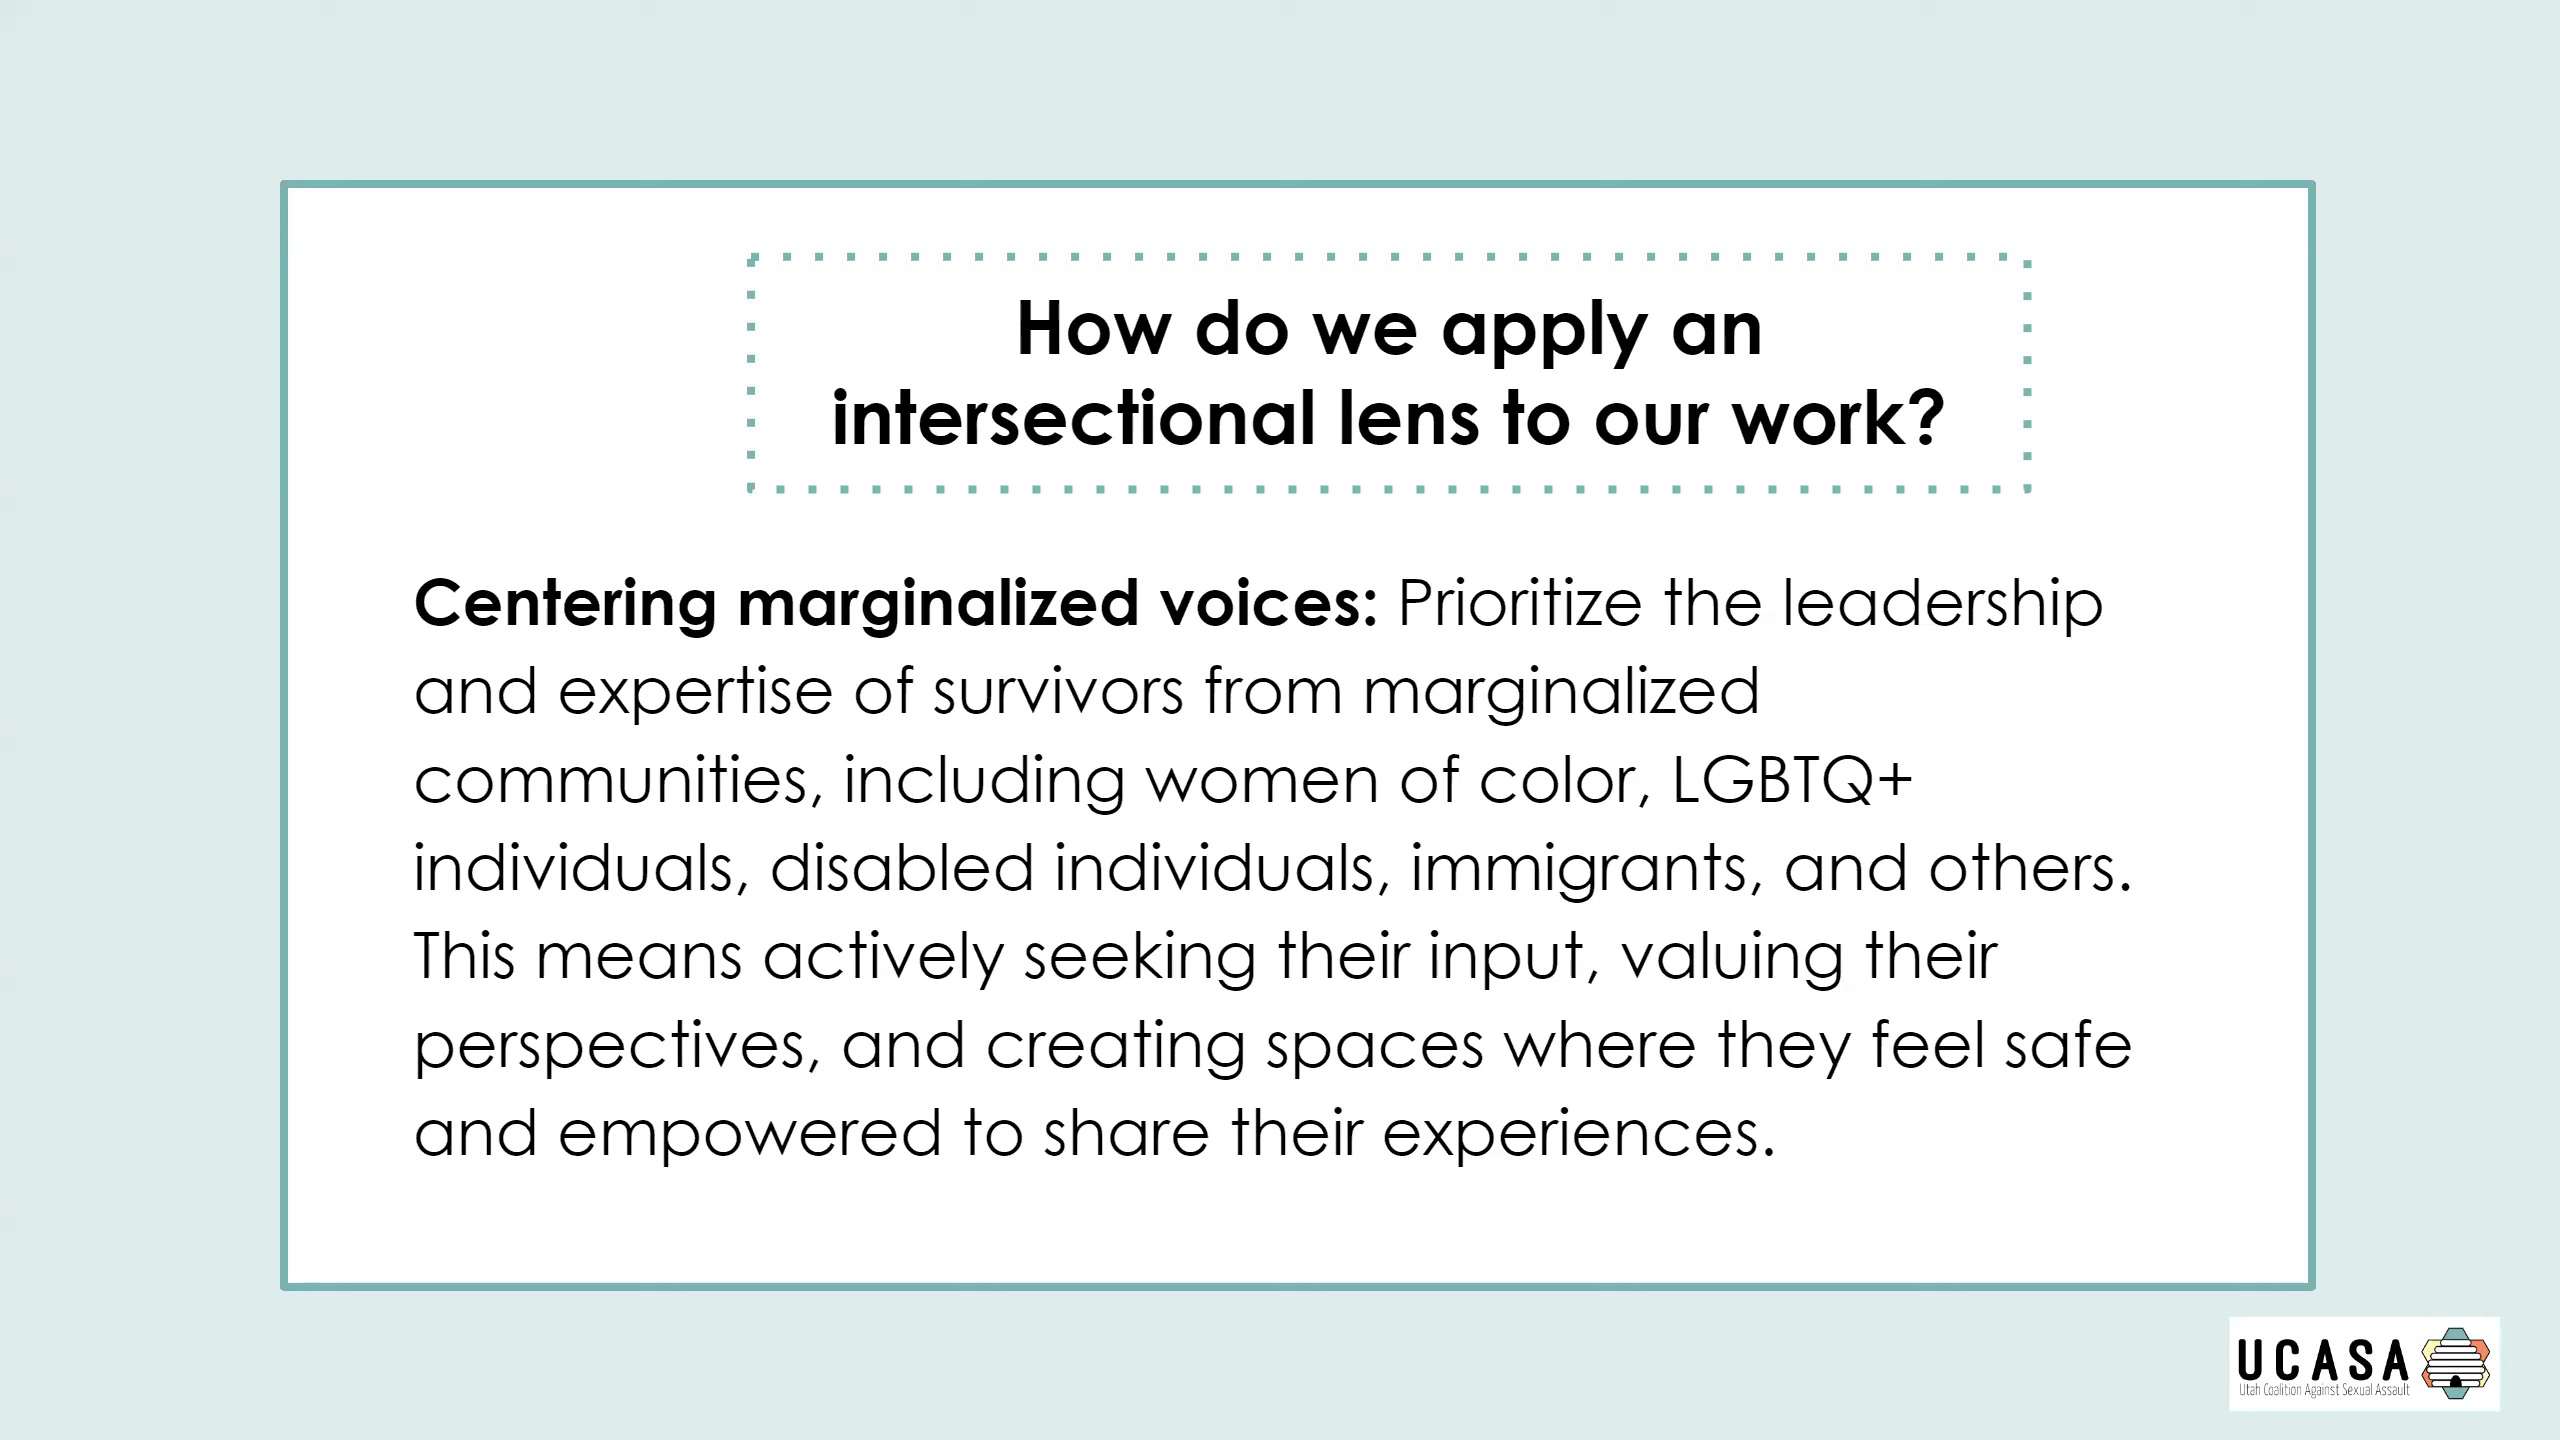 How do we apply an
intersectional lens to our work?
Centering marginalized voices: Prioritize the leadership
and expertise of survivors from marginalized
communities, including women of color, LGBTQ+
individuals, disabled individuals, immigrants, and others.
This means actively seeking their input, valuing their
perspectives, and creating spaces where they feel safe
and empowered to share their experiences.
UCASA
Utah Coalition Against Sexual Assault